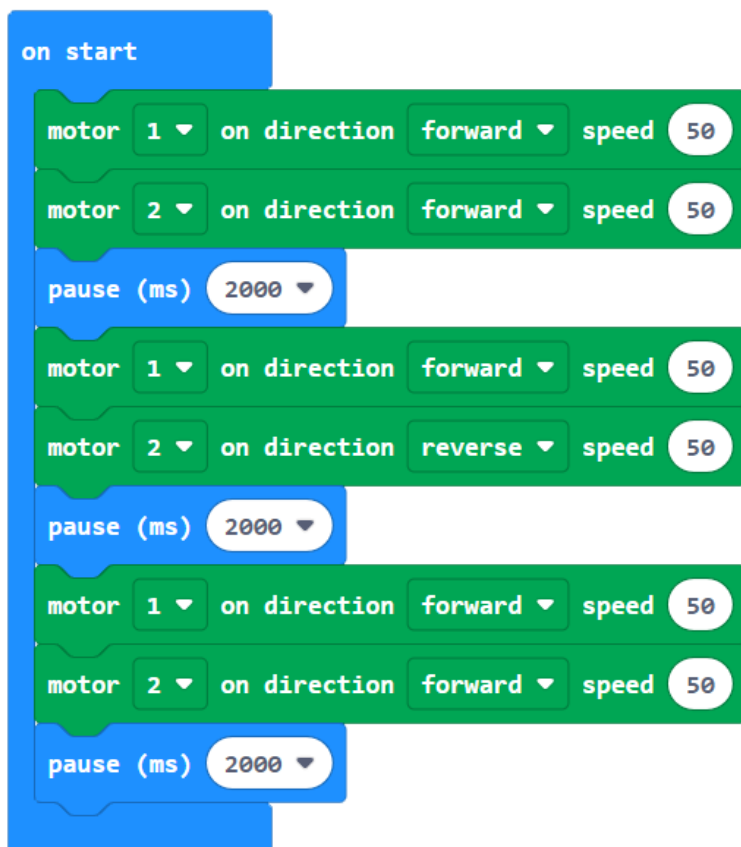 on start
motor 1 on direction forward speed 50
motor 2 on direction forward speed 50
pause (ms) 2000
motor 1 on direction forward speed 50
motor 2 on direction reverse speed 50
pause (ms) 2000
motor 1 on direction forward speed 50
motor 2 on direction forward speed 50
pause (ms) 2000